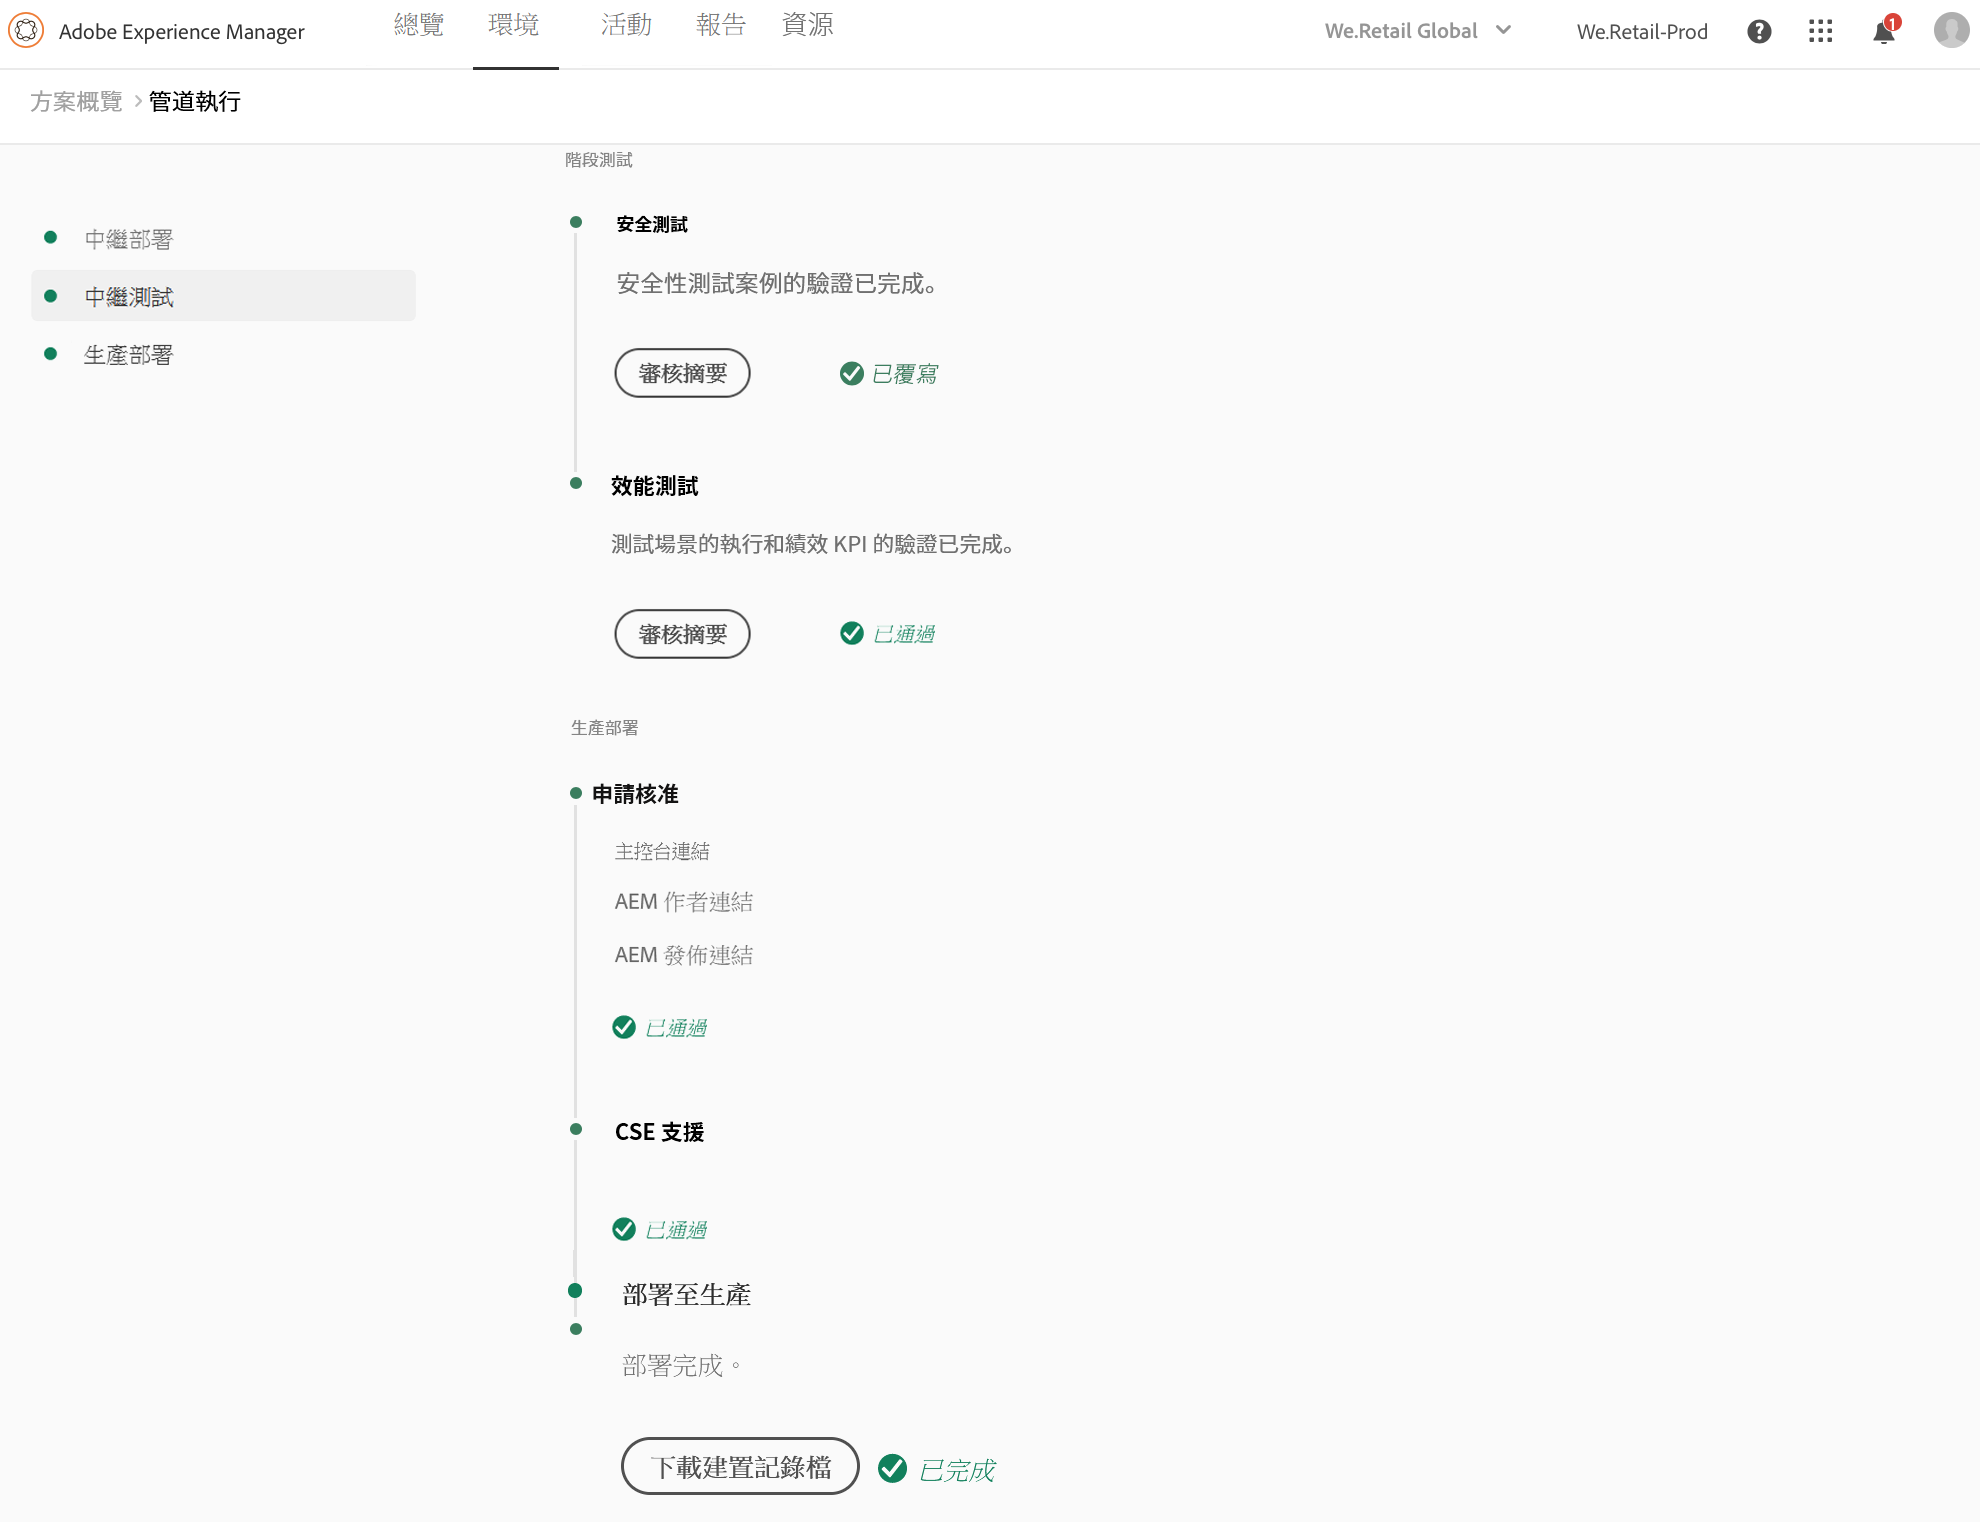 Adobe Experience Manager 總覽 環境 活動 報告 資源 We.Retail Global We.Retail-Prod 1
方案概覽 管道執行
中繼部署
中繼測試
生產部署
階段測試
安全測試
安全性測試案例的驗證已完成。
審核摘要 已覆寫
效能測試
測試場景的執行和績效 KPI 的驗證已完成。
審核摘要 已通過
生產部署
申請核准
主控台連結
AEM 作者連結
AEM 發佈連結
已通過
CSE 支援
已通過
部署至生產
部署完成。
下載建置記錄檔 已完成